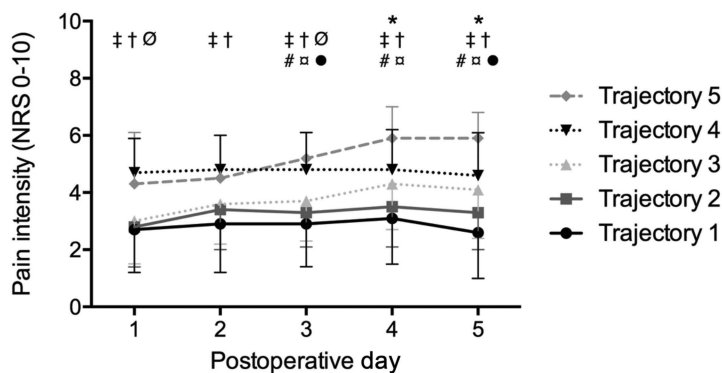 10
8
6
4
2
0
Pain intensity (NRS 0-10)
*
*
‡ † Ø
‡ †
‡ † Ø
‡ †
‡ †
# ¤ ●
# ¤
# ¤ ●
1
2
3
4
5
Postoperative day
Trajectory 5
Trajectory 4
Trajectory 3
Trajectory 2
Trajectory 1